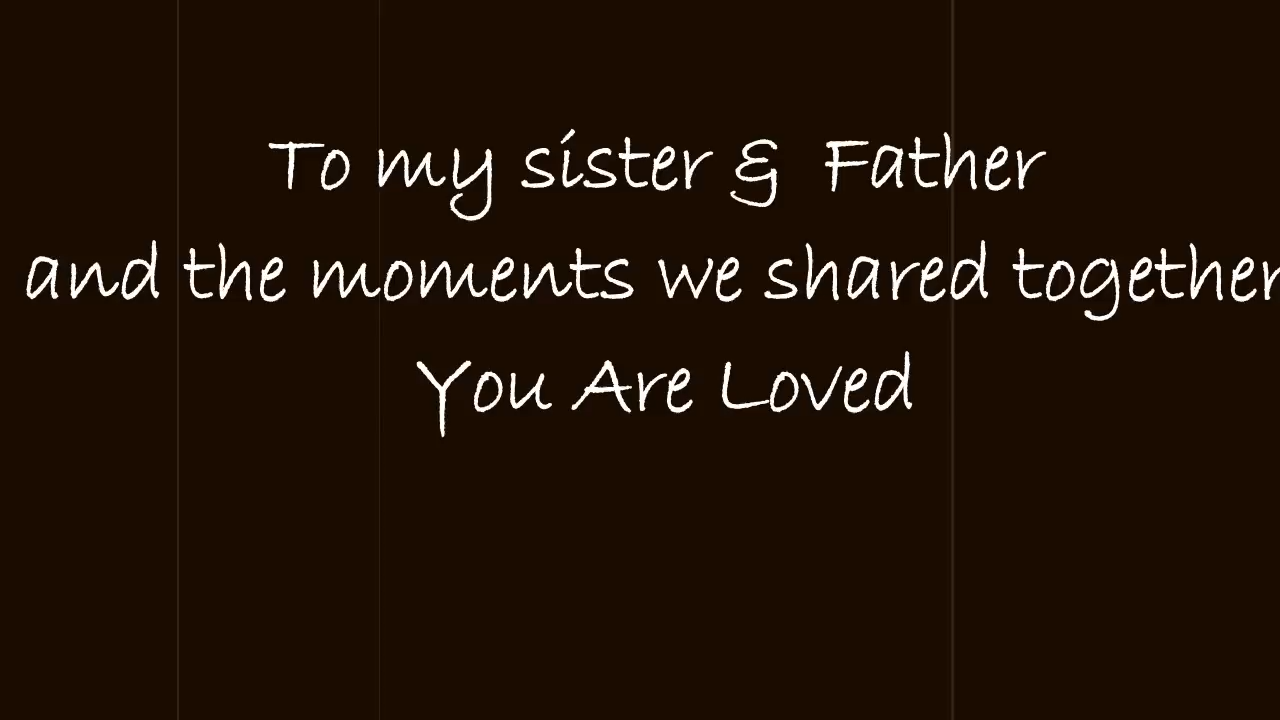 To my sister & Father
and the moments we shared together
You Are Loved